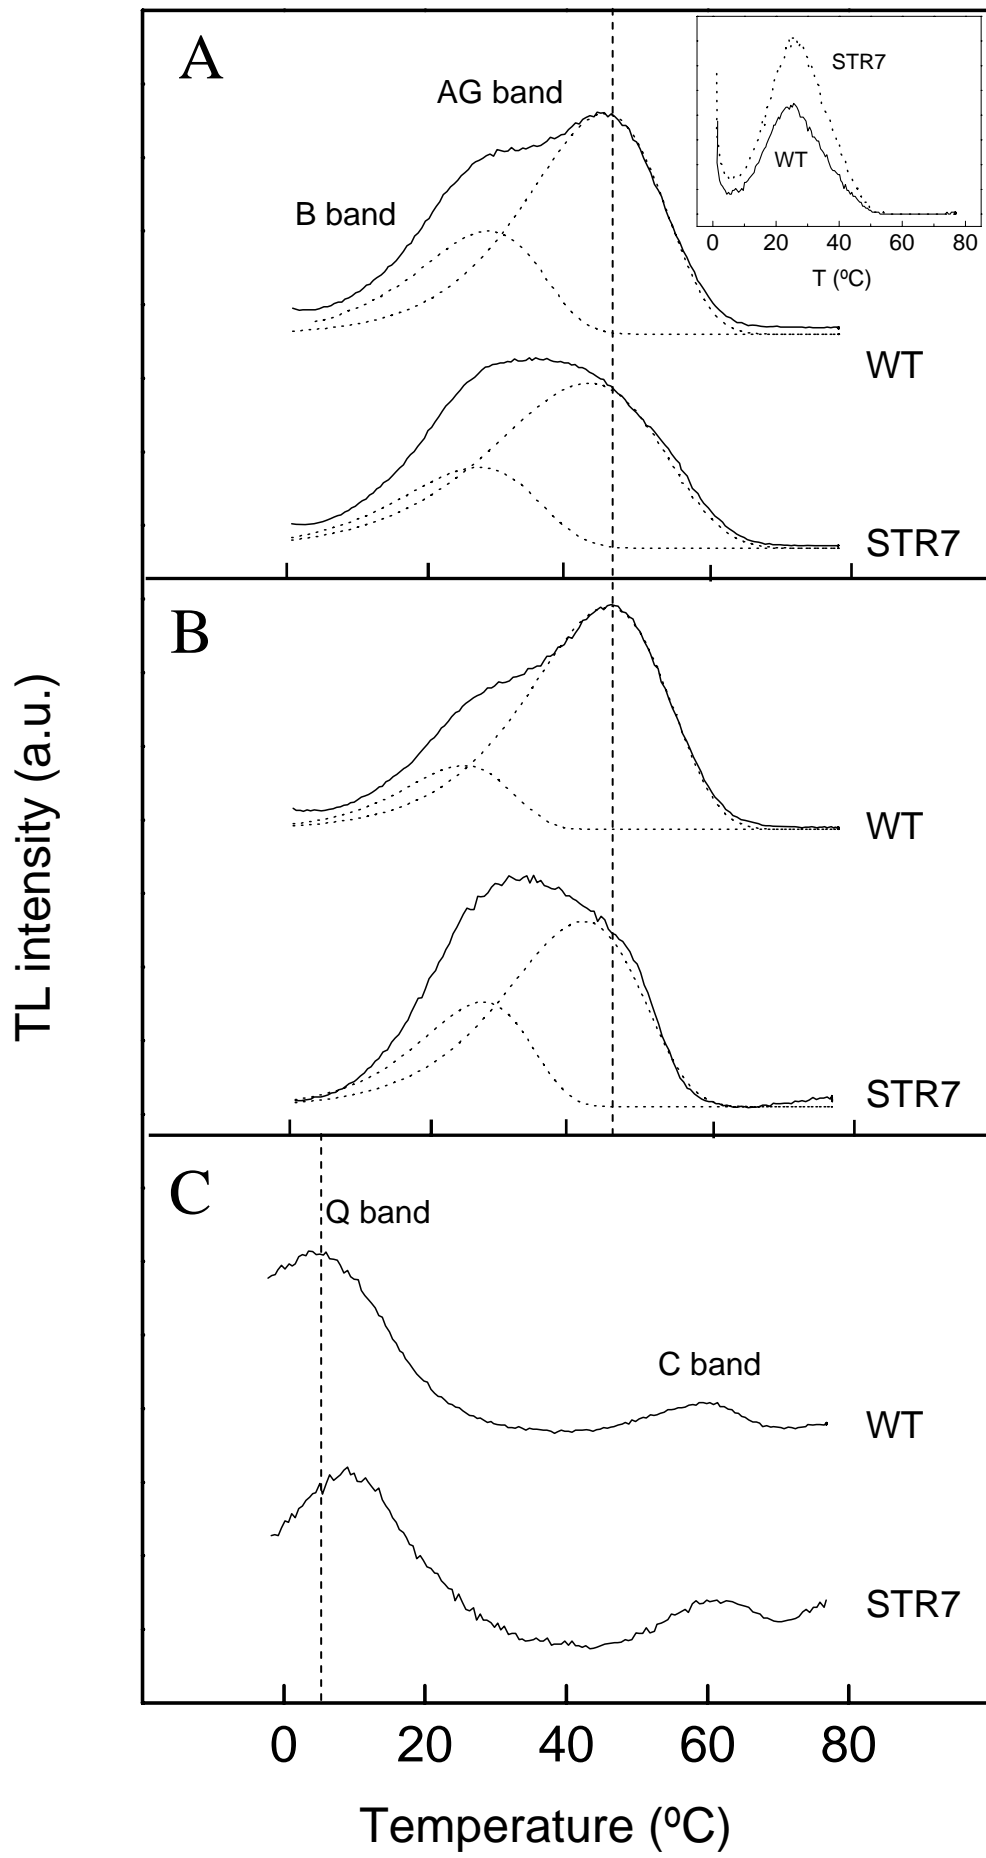 A
AG band
B band
STR7
WT
0 20 40 60 80
T (ºC)
WT
STR7
B
WT
STR7
C
Q band
C band
WT
STR7
TL intensity (a.u.)
0 20 40 60 80
Temperature (ºC)